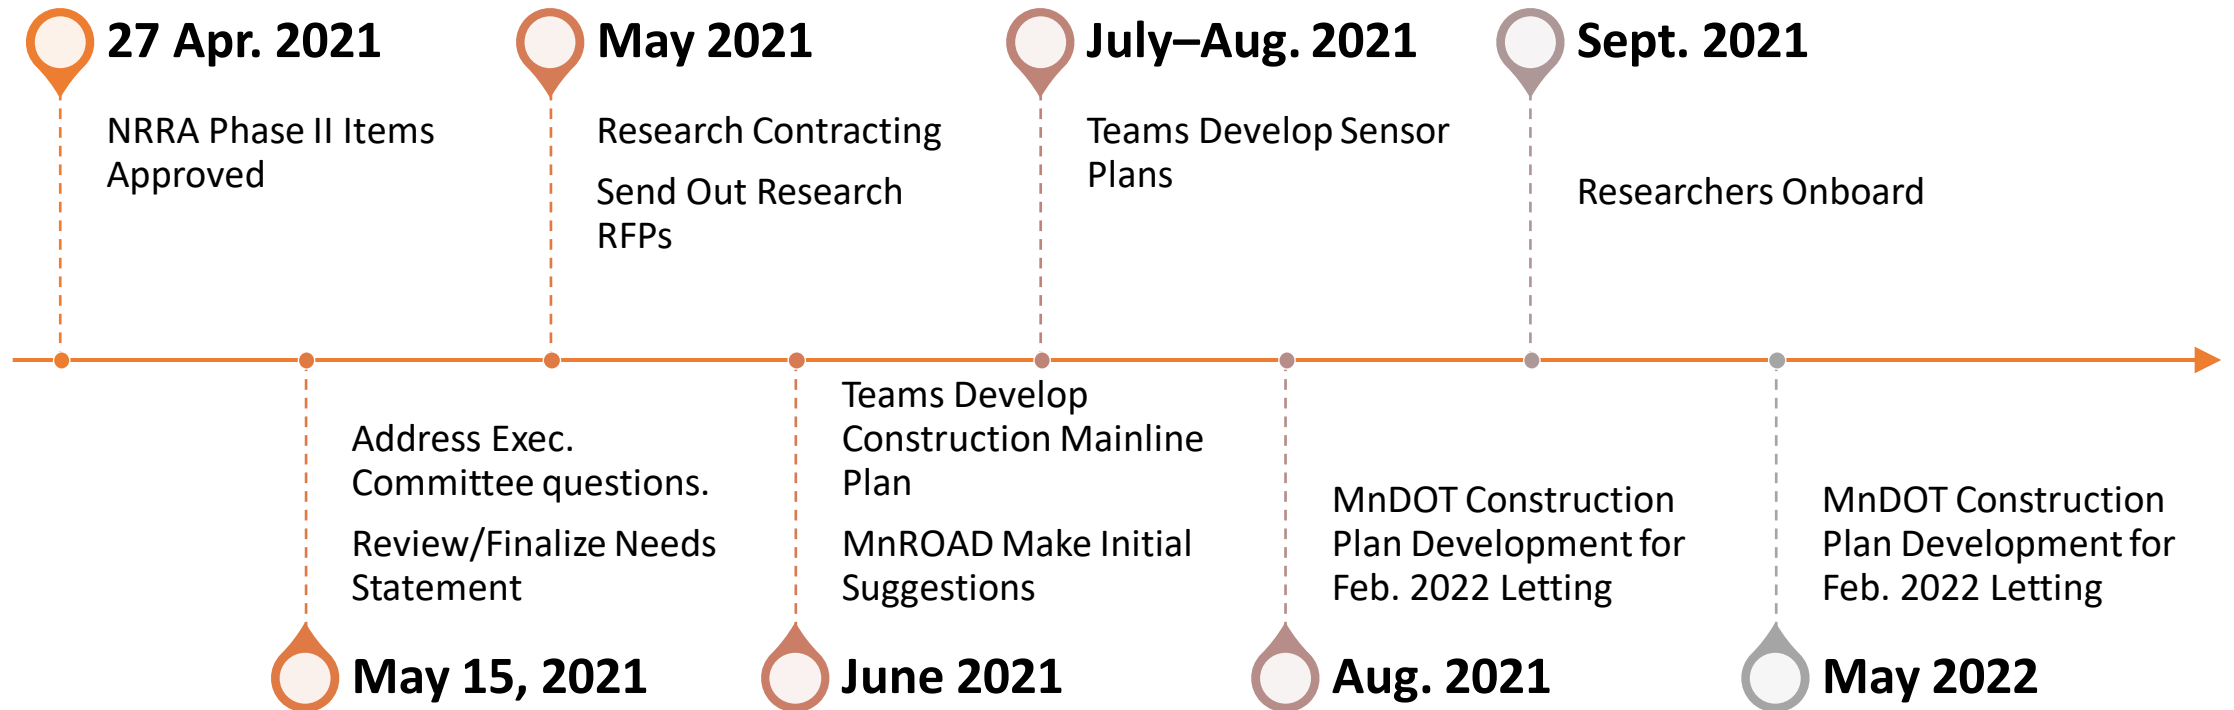 27 Apr. 2021
NRRA Phase II Items
Approved
May 15, 2021
Address Exec.
Committee questions.
Review/Finalize Needs
Statement
May 2021
Research Contracting
Send Out Research
RFPs
June 2021
Teams Develop
Construction Mainline
Plan
MnROAD Make Initial
Suggestions
July–Aug. 2021
Teams Develop Sensor
Plans
Aug. 2021
MnDOT Construction
Plan Development for
Feb. 2022 Letting
Sept. 2021
Researchers Onboard
May 2022
MnDOT Construction
Plan Development for
Feb. 2022 Letting